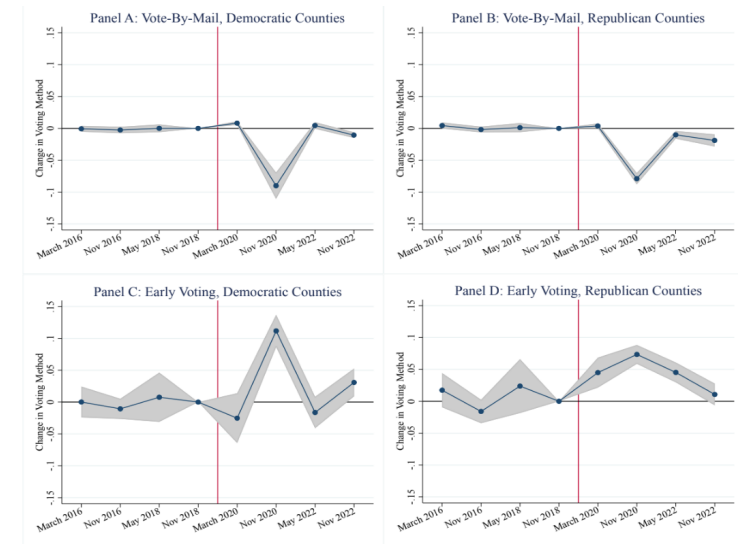 Panel A: Vote-By-Mail, Democratic Counties
Change in Voting Method
.15
.1
.05
0
-.05
-.1
-.15
March 2016
Nov 2016
May 2018
Nov 2018
March 2020
Nov 2020
May 2022
Nov 2022
Panel B: Vote-By-Mail, Republican Counties
Change in Voting Method
.15
.1
.05
0
-.05
-.1
-.15
March 2016
Nov 2016
May 2018
Nov 2018
March 2020
Nov 2020
May 2022
Nov 2022
Panel C: Early Voting, Democratic Counties
Change in Voting Method
.15
.1
.05
0
-.05
-.1
-.15
March 2016
Nov 2016
May 2018
Nov 2018
March 2020
Nov 2020
May 2022
Nov 2022
Panel D: Early Voting, Republican Counties
Change in Voting Method
.15
.1
.05
0
-.05
-.1
-.15
March 2016
Nov 2016
May 2018
Nov 2018
March 2020
Nov 2020
May 2022
Nov 2022